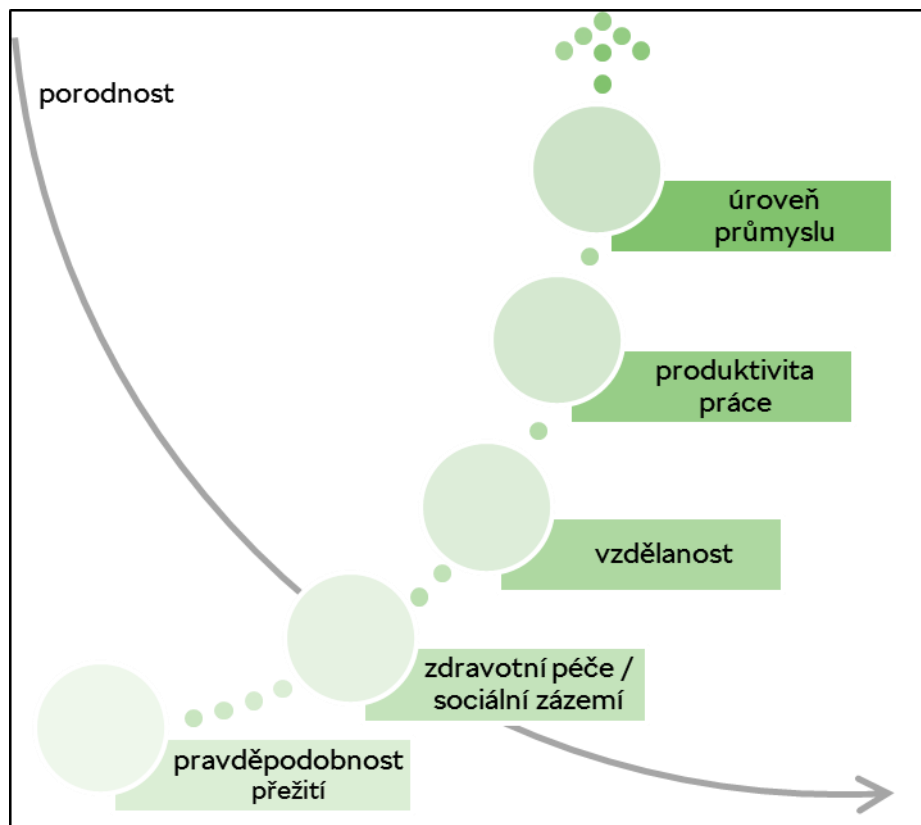 porodnost
úroveň
průmyslu
produktivita
práce
vzdělanost
zdravotní péče /
sociální zázemí
pravděpodobnost
přežití